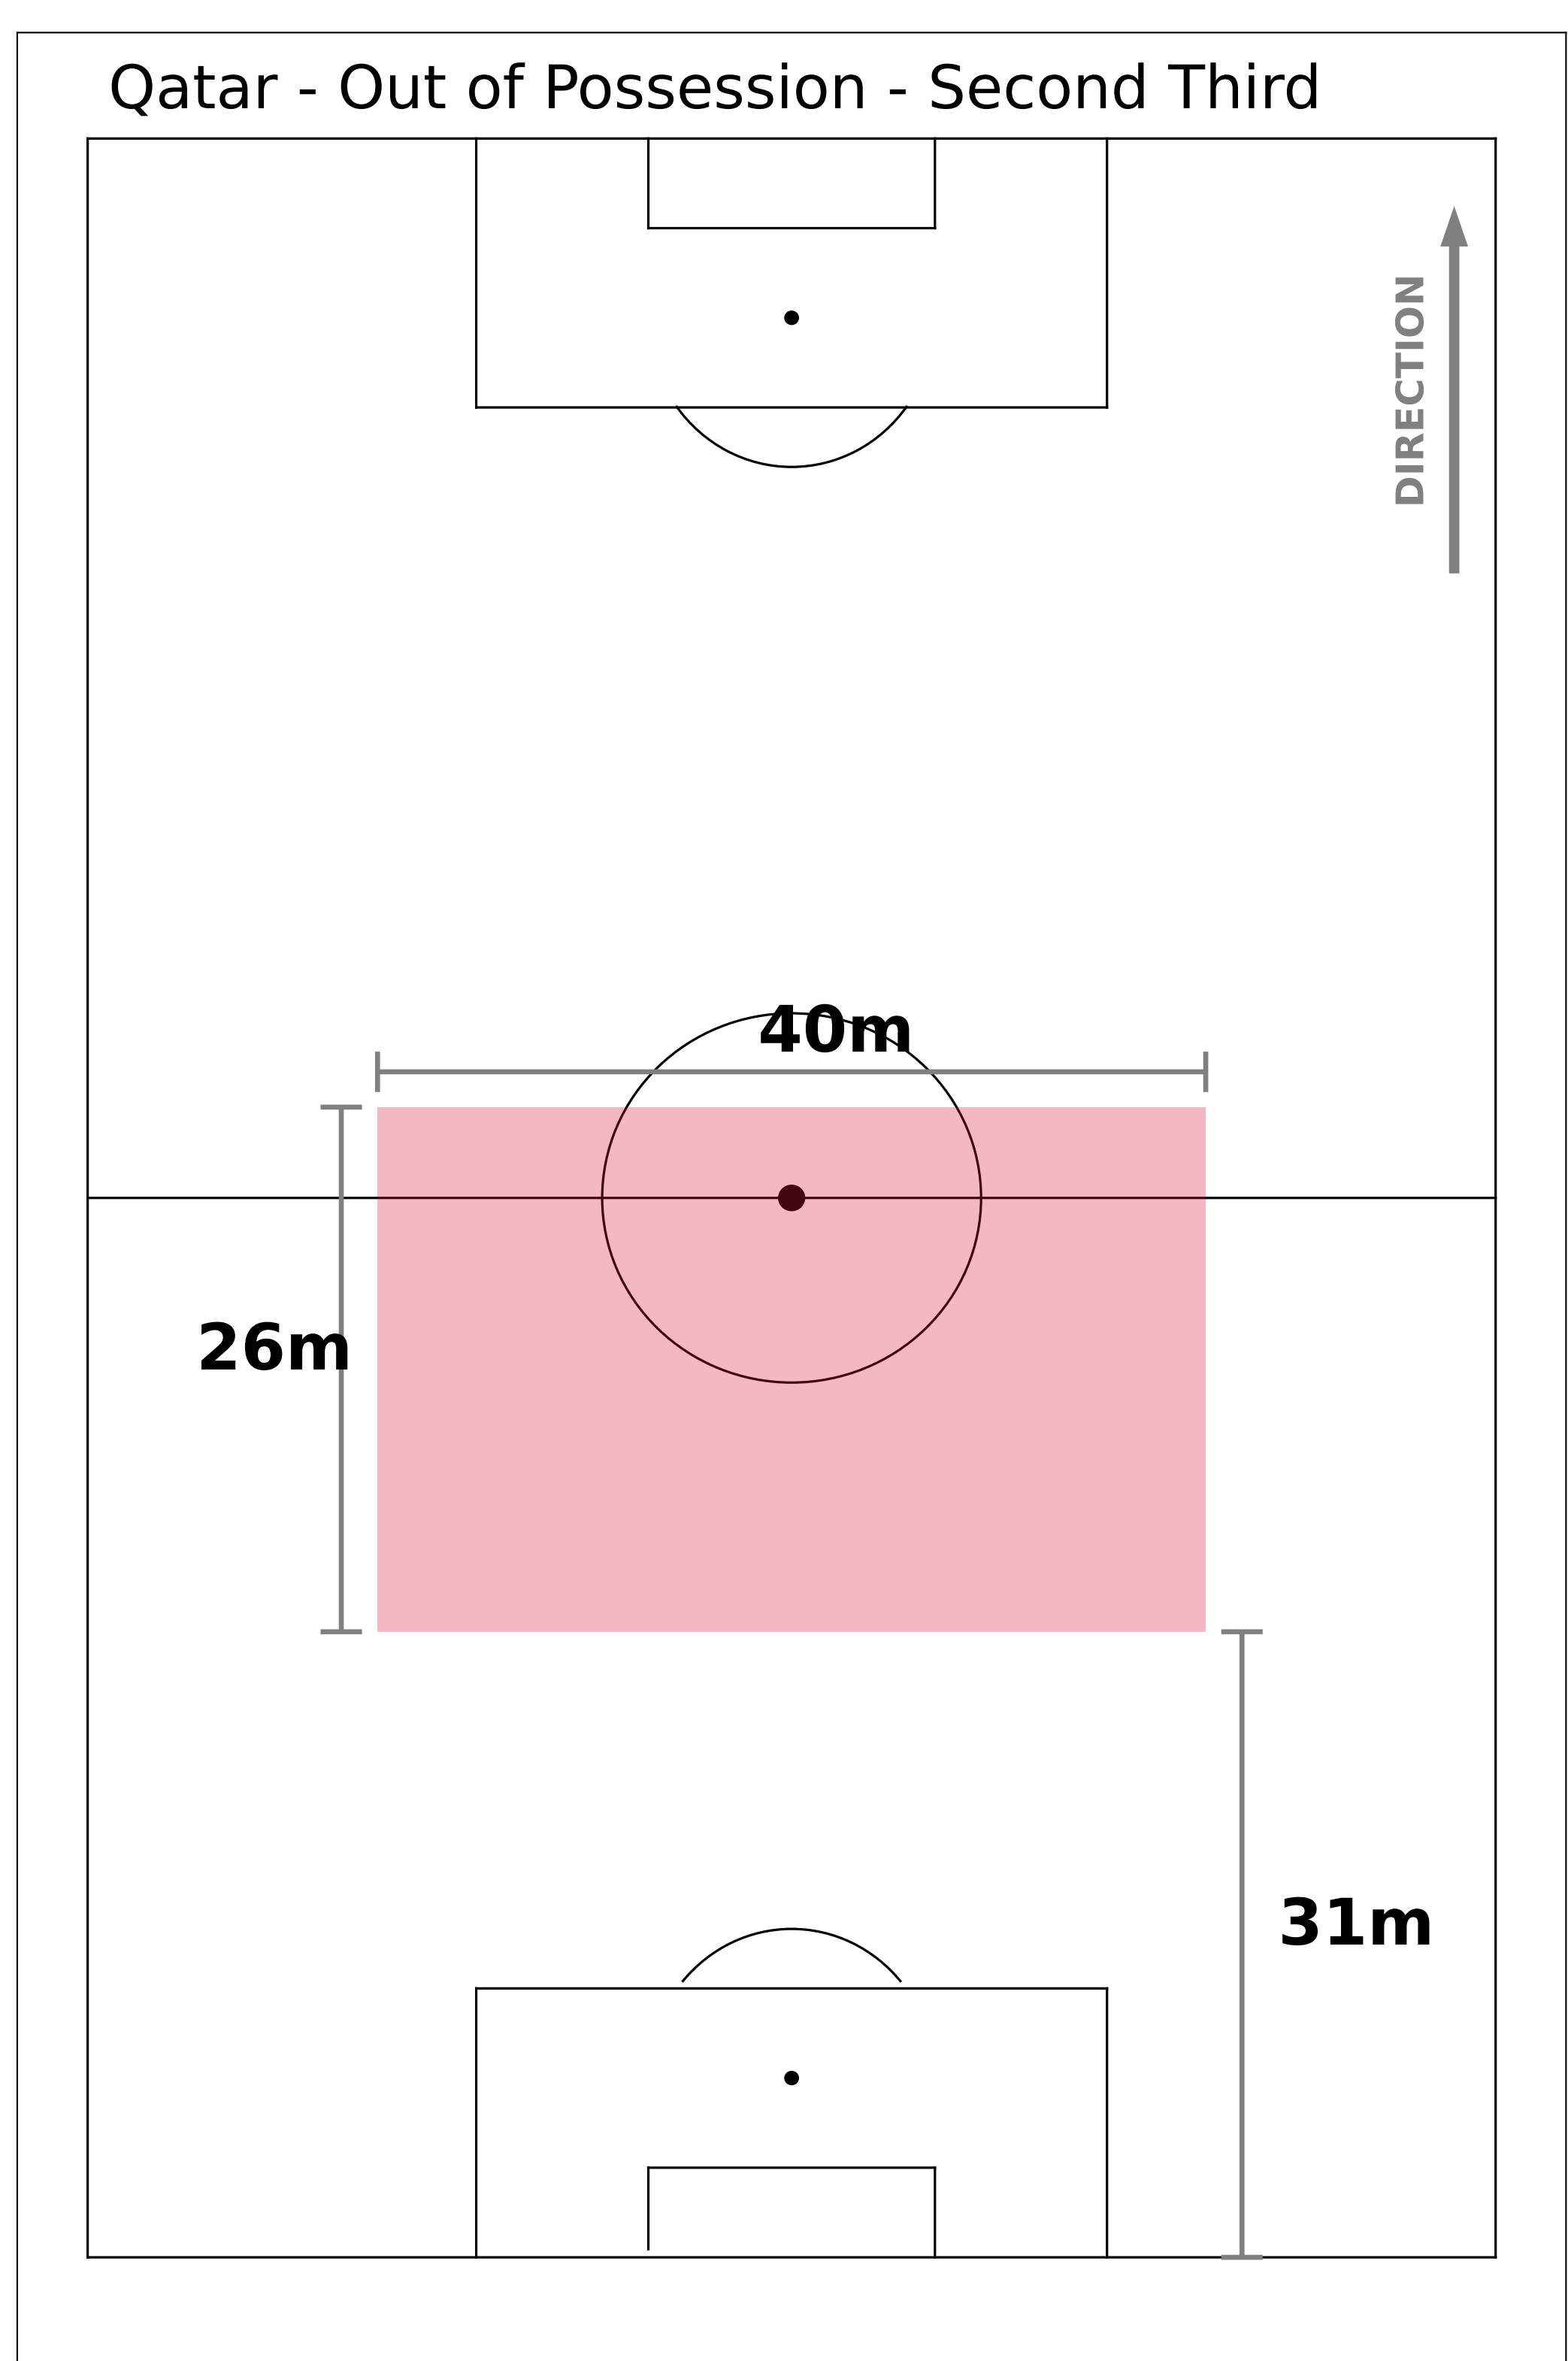 Qatar - Out of Possession - Second Third
DIRECTION
40m
26m
31m